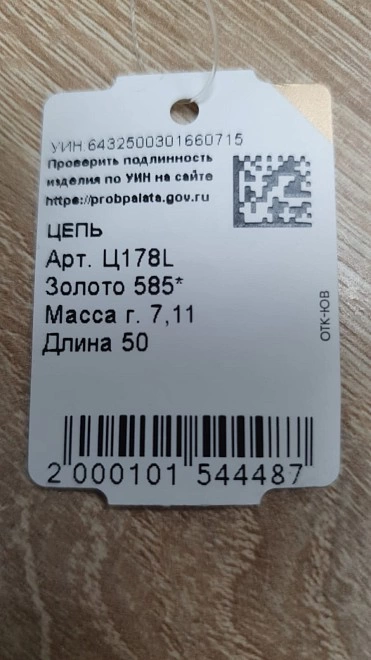 УИН 6432500301660715
Проверить подлинность
изделия по УИН на сайте
https://probpalata.gov.ru
ЦЕПЬ
Арт. Ц178L
Золото 585*
Масса г. 7,11
Длина 50
ОТК-ЮВ
2 000101 544487